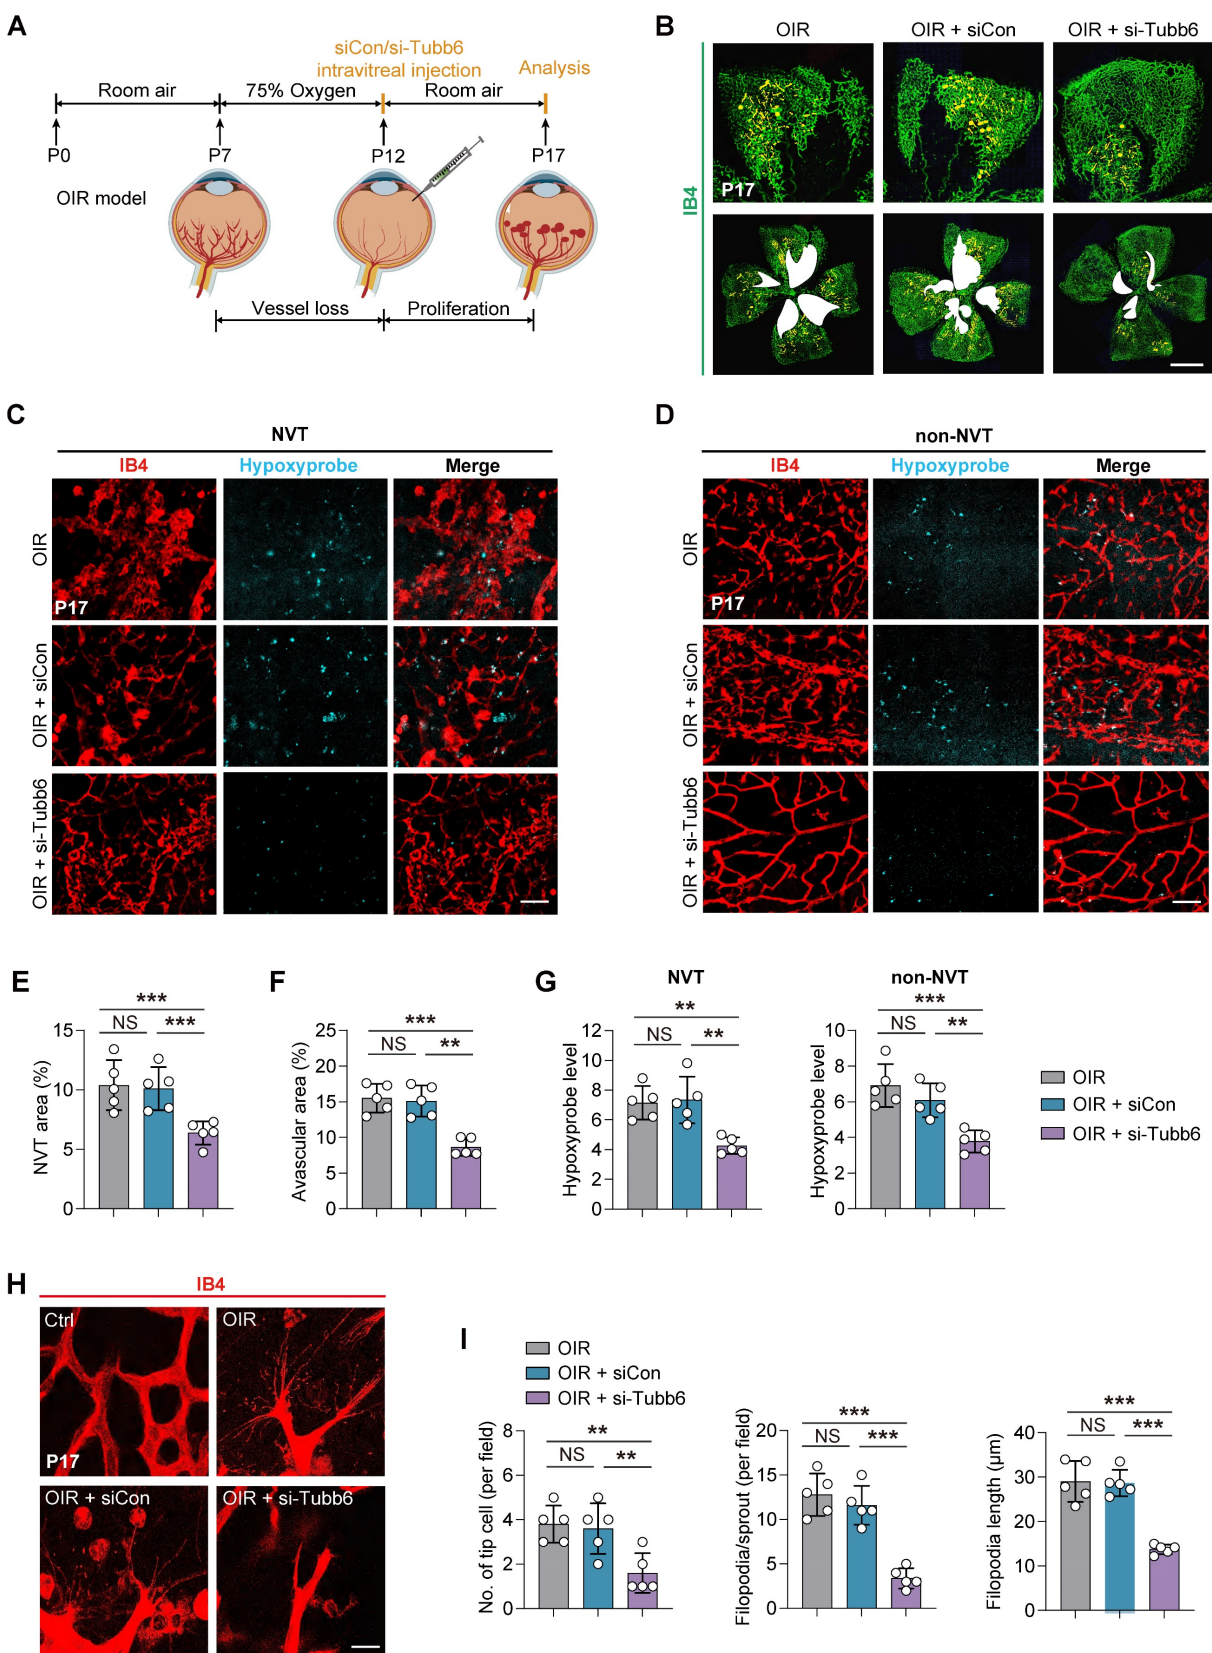 A
siCon/si-Tubb6
intravitreal injection
Analysis
Room air
75% Oxygen
Room air
P0
P7
P12
P17
OIR model
Vessel loss
Proliferation
B
OIR
OIR + siCon
OIR + si-Tubb6
IB4
P17
C
NVT
IB4
Hypoxyprobe
Merge
OIR
P17
OIR + siCon
OIR + si-Tubb6
D
non-NVT
IB4
Hypoxyprobe
Merge
OIR
P17
OIR + siCon
OIR + si-Tubb6
E
***
NS
***
15
10
5
0
NVT area (%)
F
***
NS
**
25
20
15
10
5
0
Avascular area (%)
G
NVT
**
NS
**
12
10
8
6
4
2
0
Hypoxyprobe level
non-NVT
***
NS
**
10
8
6
4
2
0
Hypoxyprobe level
OIR
OIR + siCon
OIR + si-Tubb6
H
IB4
Ctrl
P17
OIR
OIR + siCon
OIR + si-Tubb6
I
OIR
OIR + siCon
OIR + si-Tubb6
**
NS
**
8
6
4
2
0
No. of tip cell (per field)
***
NS
***
20
15
10
5
0
Filopodia/sprout (per field)
***
NS
***
40
30
20
10
0
Filopodia length (μm)